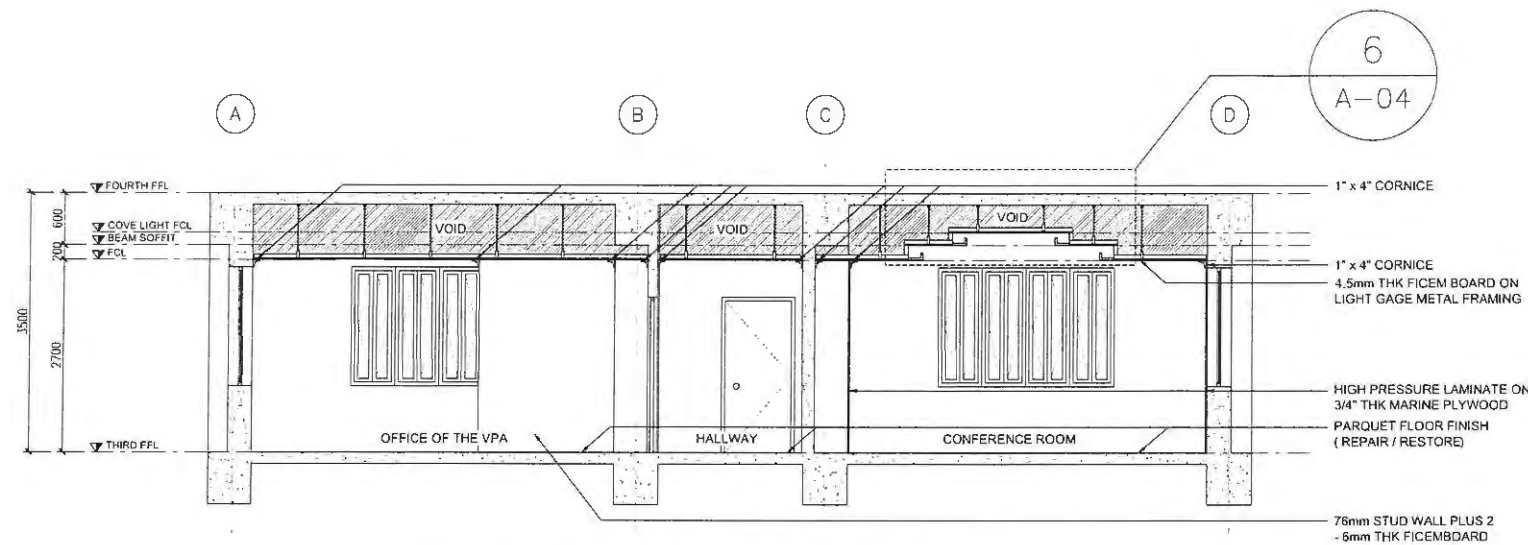 6
A-04
A
B
C
D
FOURTH FFL
COVE LIGHT FCL
BEAM SOFFIT
FCL
THIRD FFL
600
200
2700
3500
VOID
VOID
VOID
OFFICE OF THE VPA
HALLWAY
CONFERENCE ROOM
1" x 4" CORNICE
1" x 4" CORNICE
4.5mm THK FICEM BOARD ON
LIGHT GAGE METAL FRAMING
HIGH PRESSURE LAMINATE ON
3/4" THK MARINE PLYWOOD
PARQUET FLOOR FINISH
( REPAIR / RESTORE)
76mm STUD WALL PLUS 2
- 6mm THK FICEMBOARD